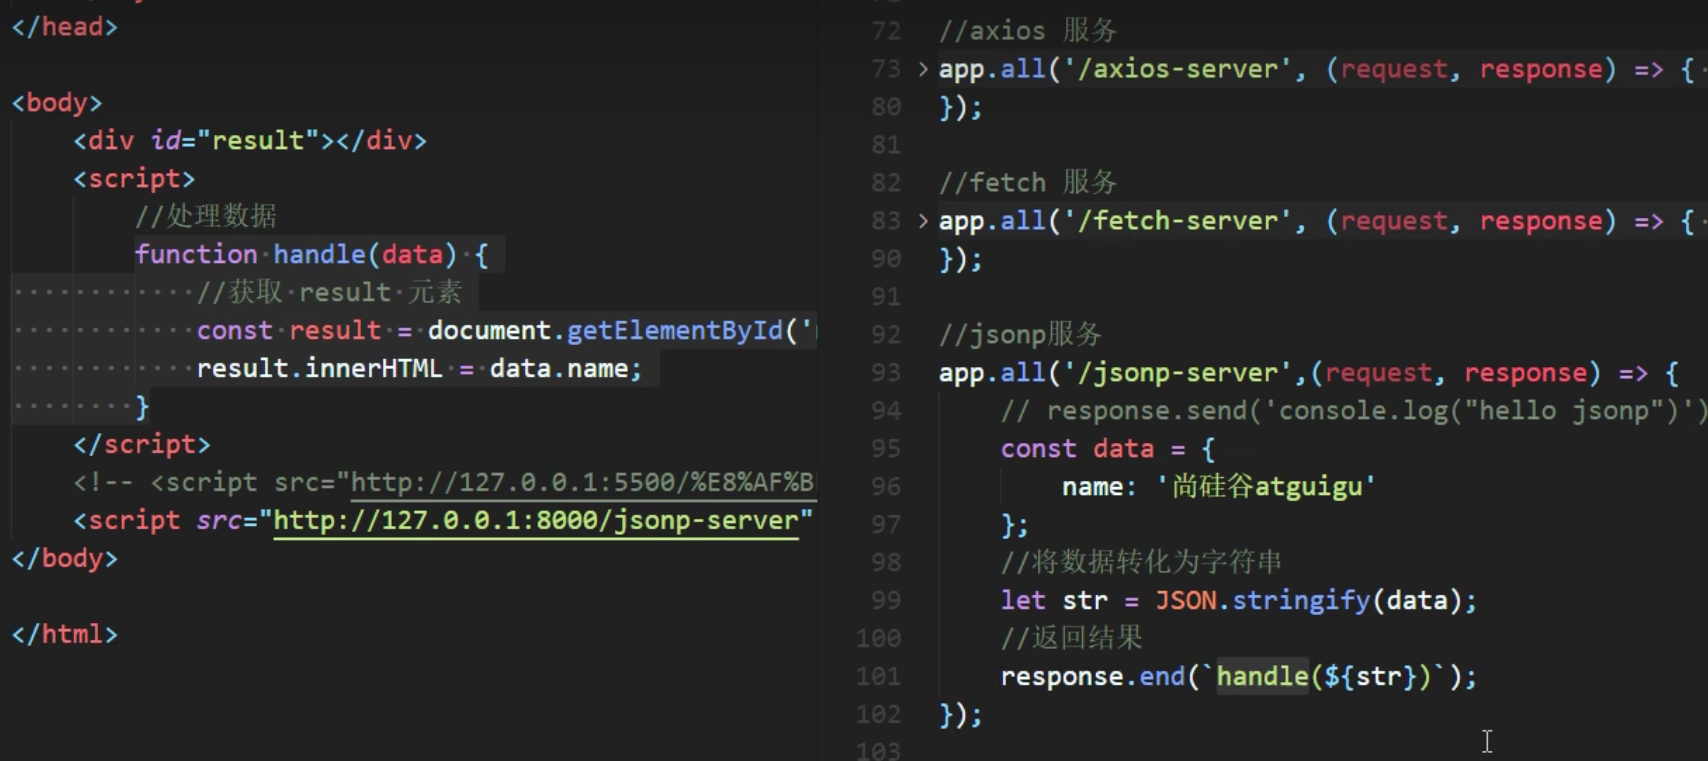 </head>
<body>
<div id="result"></div>
<script>
//处理数据
function handle(data) {
//获取 result 元素
const result = document.getElementById('
result.innerHTML = data.name;
}
</script>
<!-- <script src="http://127.0.0.1:5500/%E8%AF%B
<script src="http://127.0.0.1:8000/jsonp-server"
</body>
</html>
72 //axios 服务
73 > app.all('/axios-server', (request, response) => {
80 });
81
82 //fetch 服务
83 > app.all('/fetch-server', (request, response) => {
90 });
91
92 //jsonp服务
93 app.all('/jsonp-server',(request, response) => {
94 // response.send('console.log("hello jsonp")')
95 const data = {
96 name: '尚硅谷atguigu'
97 };
98 //将数据转化为字符串
99 let str = JSON.stringify(data);
100 //返回结果
101 response.end(`handle(${str})`);
102 });
103